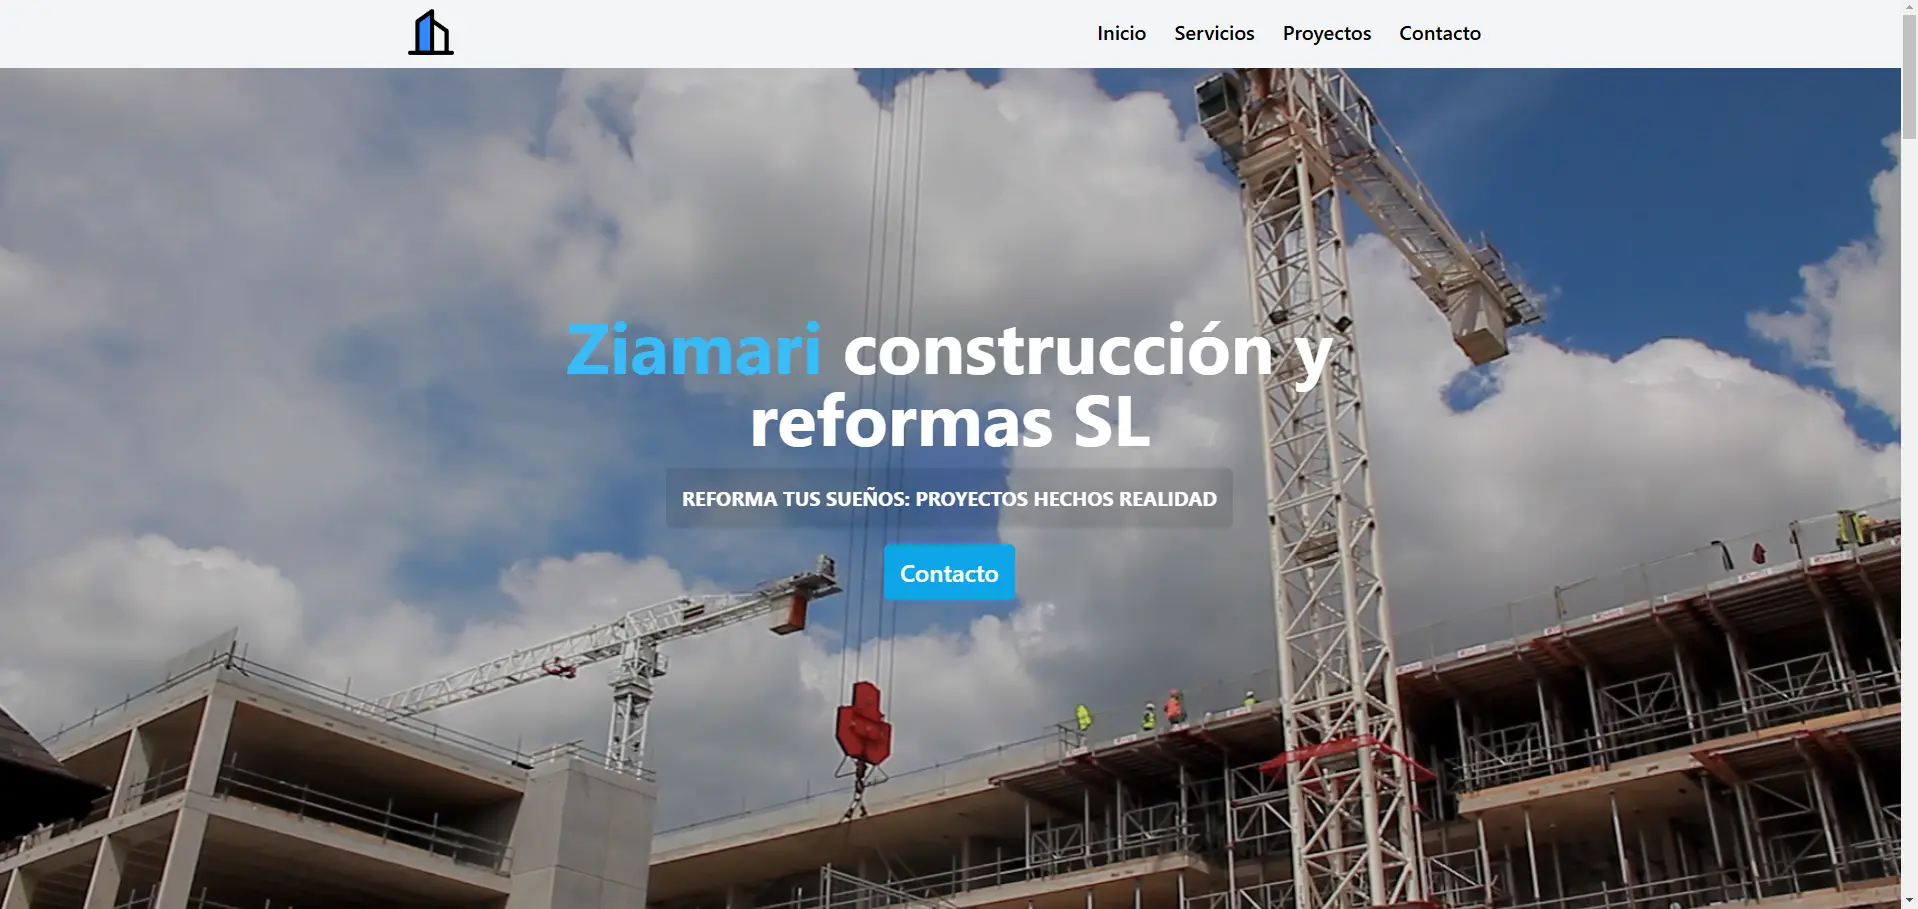 Inicio Servicios Proyectos Contacto
Ziamari construcción y
reformas SL
REFORMA TUS SUEÑOS: PROYECTOS HECHOS REALIDAD
Contacto